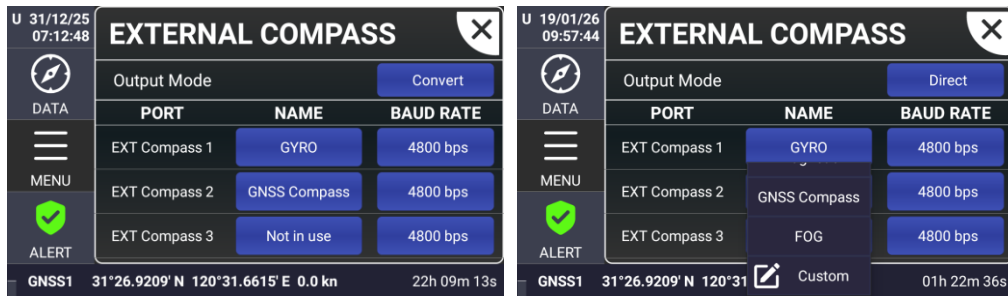 U 31/12/25
07:12:48
EXTERNAL COMPASS
Output Mode Convert
DATA
PORT NAME BAUD RATE
EXT Compass 1 GYRO 4800 bps
MENU
EXT Compass 2 GNSS Compass 4800 bps
EXT Compass 3 Not in use 4800 bps
ALERT
GNSS1 31°26.9209' N 120°31.6615' E 0.0 kn 22h 09m 13s
U 19/01/26
09:57:44
EXTERNAL COMPASS
Output Mode Direct
DATA
PORT NAME BAUD RATE
EXT Compass 1 GYRO 4800 bps
MENU
EXT Compass 2 GNSS Compass 4800 bps
EXT Compass 3 FOG 4800 bps
ALERT
Custom
GNSS1 31°26.9209' N 120°31 01h 22m 36s